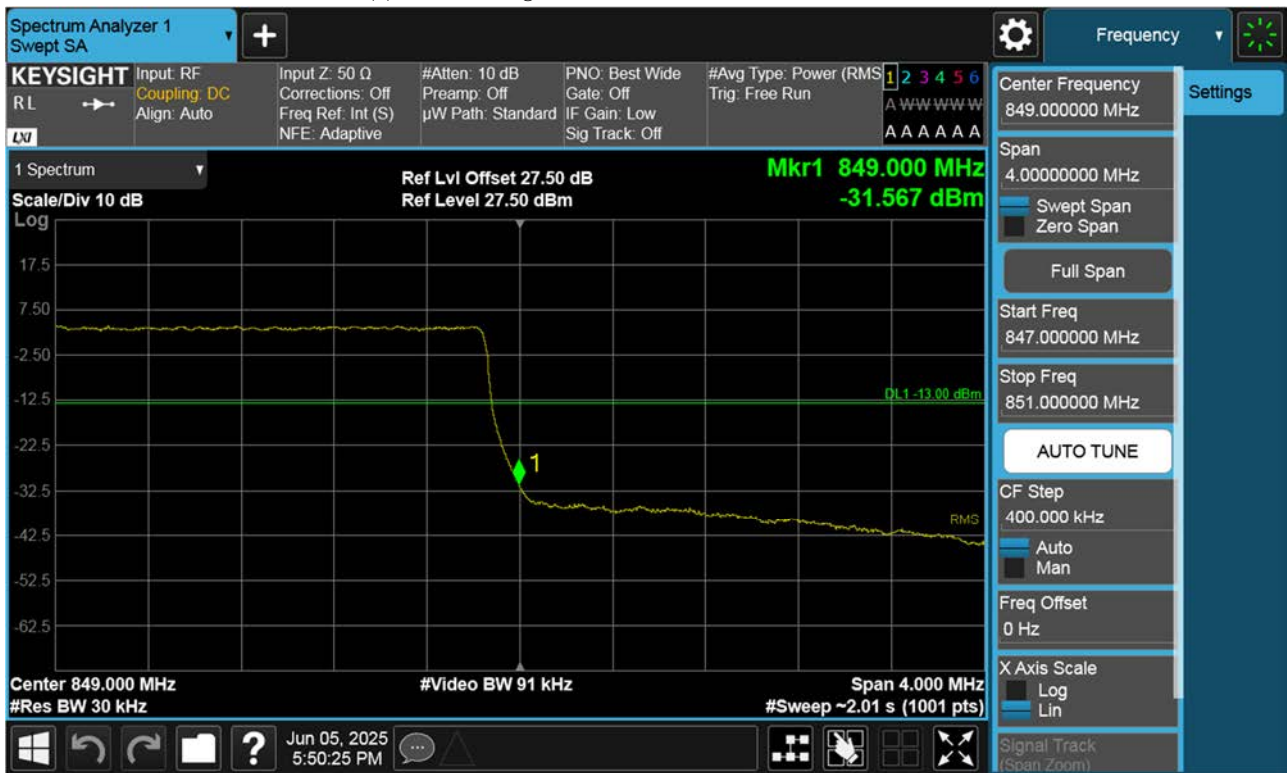 Spectrum Analyzer 1
Swept SA
Frequency
KEYSIGHT
R L
LXI
Input: RF
Coupling: DC
Align: Auto
Input Z: 50 Ω
Corrections: Off
Freq Ref: Int (S)
NFE: Adaptive
#Atten: 10 dB
Preamp: Off
µW Path: Standard
PNO: Best Wide
Gate: Off
IF Gain: Low
Sig Track: Off
#Avg Type: Power (RMS
Trig: Free Run
1 2 3 4 5 6
A W W W W W
A A A A A A
1 Spectrum
Scale/Div 10 dB
Ref Lvl Offset 27.50 dB
Ref Level 27.50 dBm
Mkr1 849.000 MHz
-31.567 dBm
Log
17.5
7.50
-2.50
-12.5
-22.5
-32.5
-42.5
-52.5
-62.5
DL1 -13.00 dBm
1
RMS
Center 849.000 MHz
#Video BW 91 kHz
Span 4.000 MHz
#Res BW 30 kHz
#Sweep ~2.01 s (1001 pts)
Jun 05, 2025
5:50:25 PM
?
Center Frequency
849.000000 MHz
Settings
Span
4.00000000 MHz
Swept Span
Zero Span
Full Span
Start Freq
847.000000 MHz
Stop Freq
851.000000 MHz
AUTO TUNE
CF Step
400.000 kHz
Auto
Man
Freq Offset
0 Hz
X Axis Scale
Log
Lin
Signal Track
(Span Zoom)